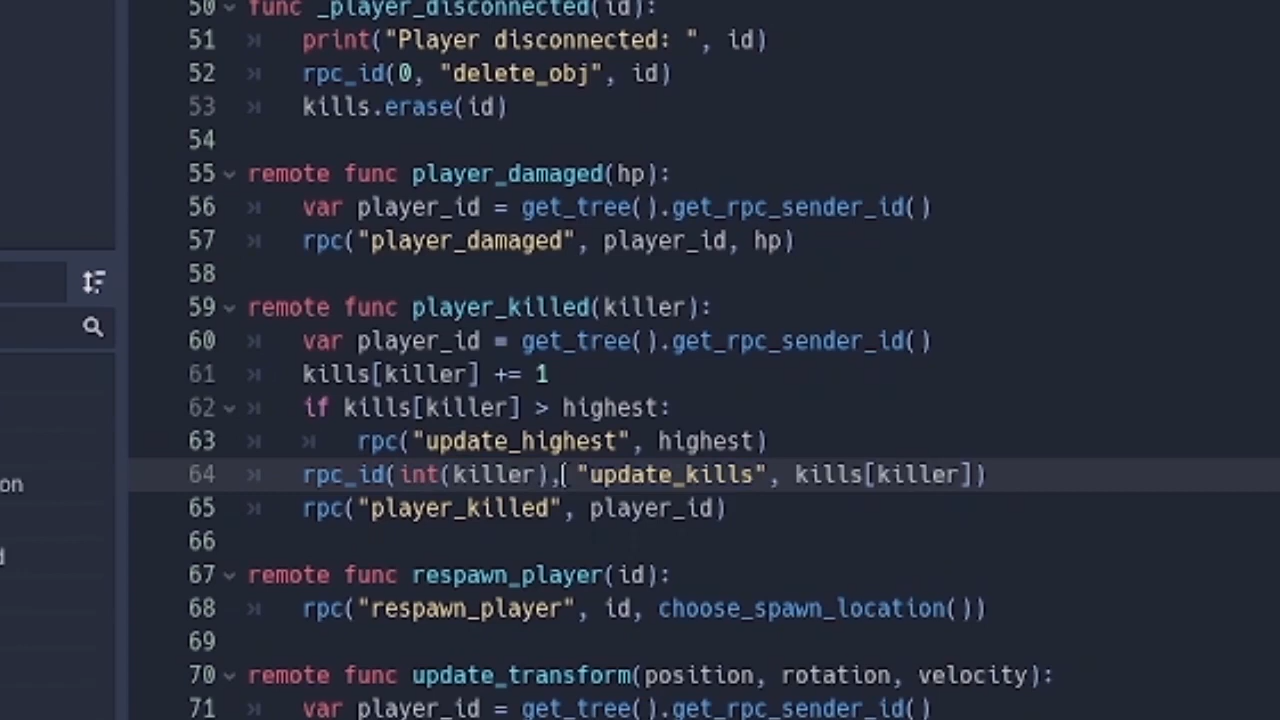 50 func _player_disconnected(id):
51 print("Player disconnected: ", id)
52 rpc_id(0, "delete_obj", id)
53 kills.erase(id)
54
55 remote func player_damaged(hp):
56 var player_id = get_tree().get_rpc_sender_id()
57 rpc("player_damaged", player_id, hp)
58
59 remote func player_killed(killer):
60 var player_id = get_tree().get_rpc_sender_id()
61 kills[killer] += 1
62 if kills[killer] > highest:
63 rpc("update_highest", highest)
64 rpc_id(int(killer), "update_kills", kills[killer])
65 rpc("player_killed", player_id)
66
67 remote func respawn_player(id):
68 rpc("respawn_player", id, choose_spawn_location())
69
70 remote func update_transform(position, rotation, velocity):
71 var player_id = get_tree().get_rpc_sender_id()
on
d